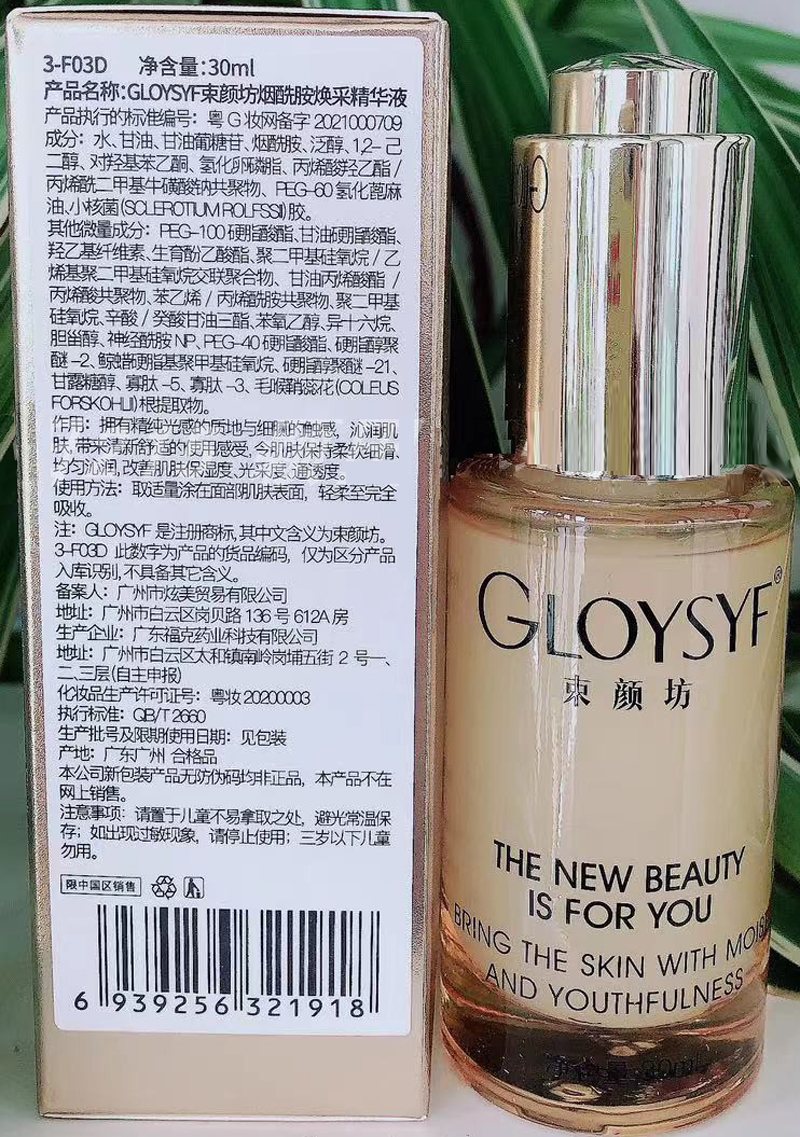 3-F03D 净含量:30ml
产品名称:GLOYSYF束颜坊烟酰胺焕采精华液
产品执行的标准编号：粤G妆网备字2021000709
成分：水、甘油、甘油葡糖苷、烟酰胺、泛醇、1,2-己
二醇、对羟基苯乙酮、氢化卵磷脂、丙烯酸羟乙酯/
丙烯酰二甲基牛磺酸钠共聚物、PEG-60氢化蓖麻
油、小核菌(SCLEROTIUM ROLFSSII)胶。
其他微量成分：PEG-100硬脂酸酯、甘油硬脂酸酯、
羟乙基纤维素、生育酚乙酸酯、聚二甲基硅氧烷/乙
烯基聚二甲基硅氧烷交联聚合物、甘油丙烯酸酯/
丙烯酸共聚物、苯乙烯/丙烯酰胺共聚物、聚二甲基
硅氧烷、辛酸/癸酸甘油三酯、苯氧乙醇、异十六烷、
胆甾醇、神经酰胺NP、PEG-40硬脂酸酯、硬脂醇聚
醚-2、鲸蜡硬脂基聚甲基硅氧烷、硬脂醇聚醚-21、
甘露糖醇、寡肽-5、寡肽-3、毛喉鞘蕊花(COLEUS
FORSKOHLII)根提取物。
作用：拥有精纯光感的质地与细腻的触感，沁润肌
肤,带来清新舒适的使用感受,令肌肤保持柔软细滑、
均匀沁润,改善肌肤保湿度、光采度、通透度。
使用方法：取适量涂在面部肌肤表面，轻柔至完全
吸收。
注：GLOYSYF是注册商标,其中文含义为束颜坊。
3-F03D 此数字为产品的货品编码，仅为区分产品
入库识别,不具备其它含义。
备案人：广州市炫美贸易有限公司
地址：广州市白云区岗贝路136号612A房
生产企业：广东福克药业科技有限公司
地址：广州市白云区太和镇南岭岗埔五街2号一、
二、三层(自主申报)
化妆品生产许可证号：粤妆20200003
执行标准：QB/T 2660
生产批号及限期使用日期：见包装
产地：广东广州 合格品
本公司新包装产品无防伪码均非正品，本产品不在
网上销售。
注意事项：请置于儿童不易拿取之处，避光常温保
存；如出现过敏现象，请停止使用；三岁以下儿童
勿用。
限中国区销售
6 939256 321918
GLOYSYF®
束颜坊
THE NEW BEAUTY
IS FOR YOU
BRING THE SKIN WITH
AND YOUTHFULNESS
净含量:30ml